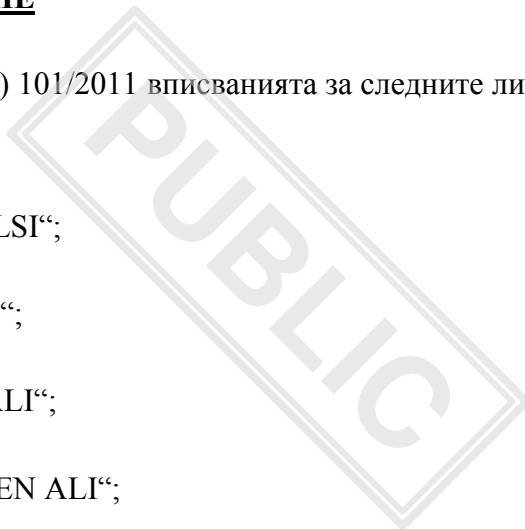 ИЕ
) 101/2011 вписванията за следните ли
LSI“;
“;
ALI“;
EN ALI“;
PUBLIC